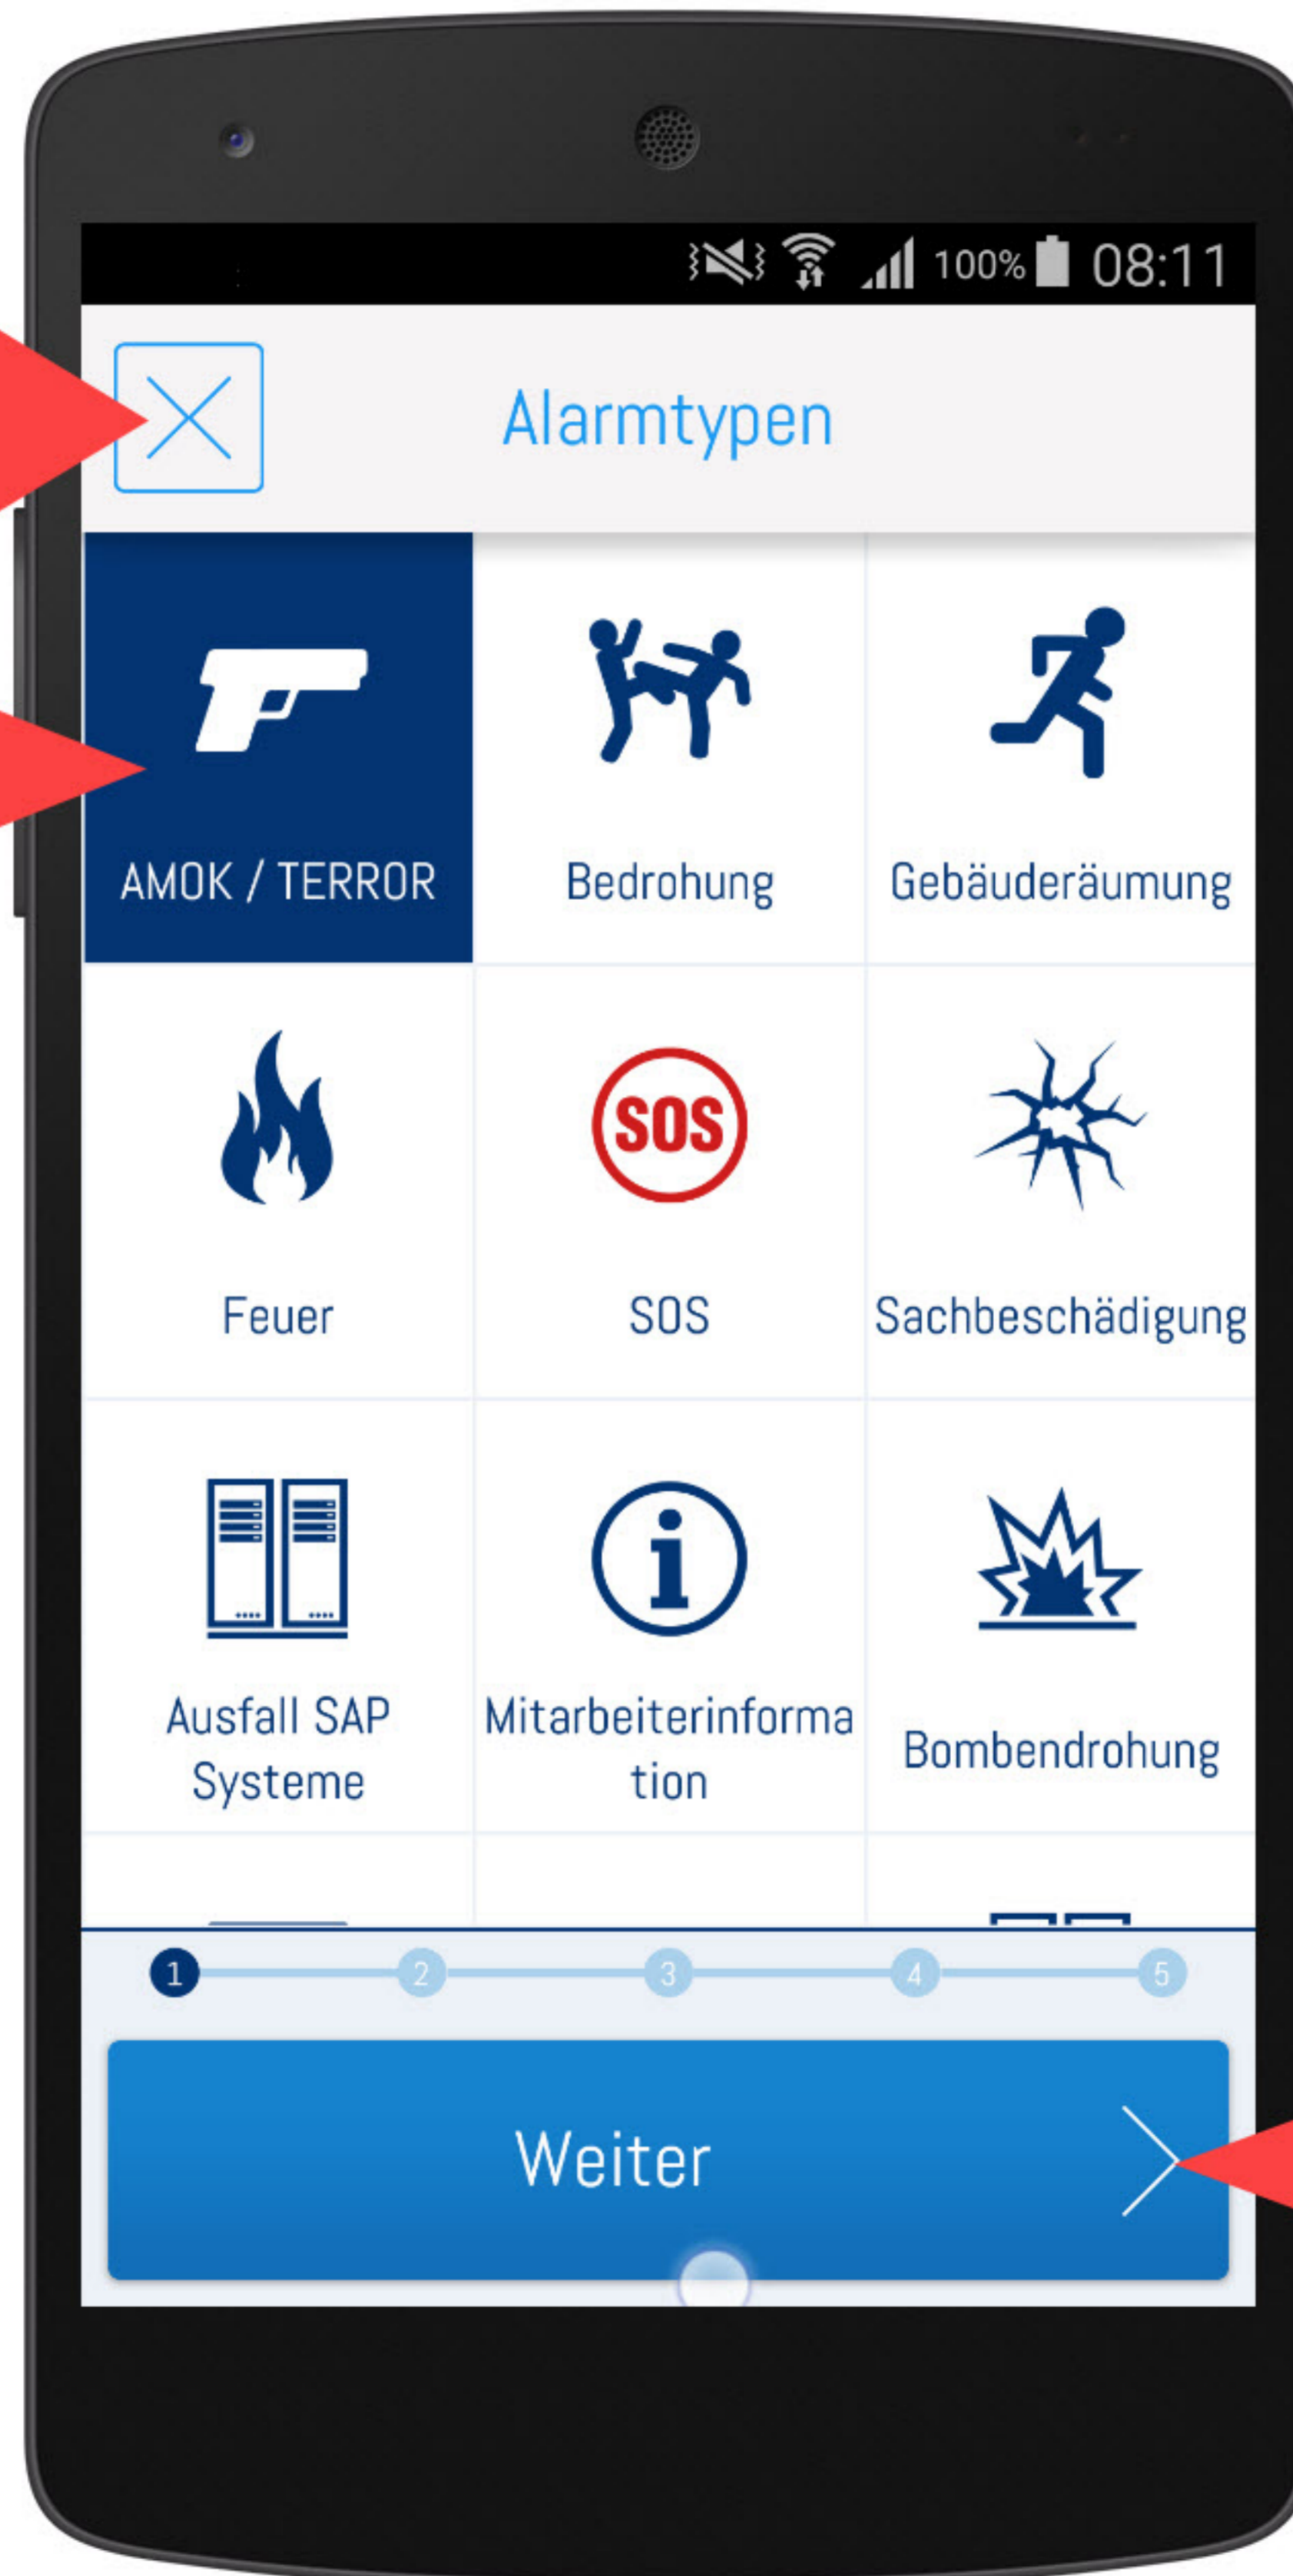 100% 08:11
Alarmtypen
AMOK / TERROR
Bedrohung
Gebäuderäumung
SOS
Feuer
SOS
Sachbeschädigung
Ausfall SAP
Systeme
Mitarbeiterinforma
tion
Bombendrohung
1 2 3 4 5
Weiter